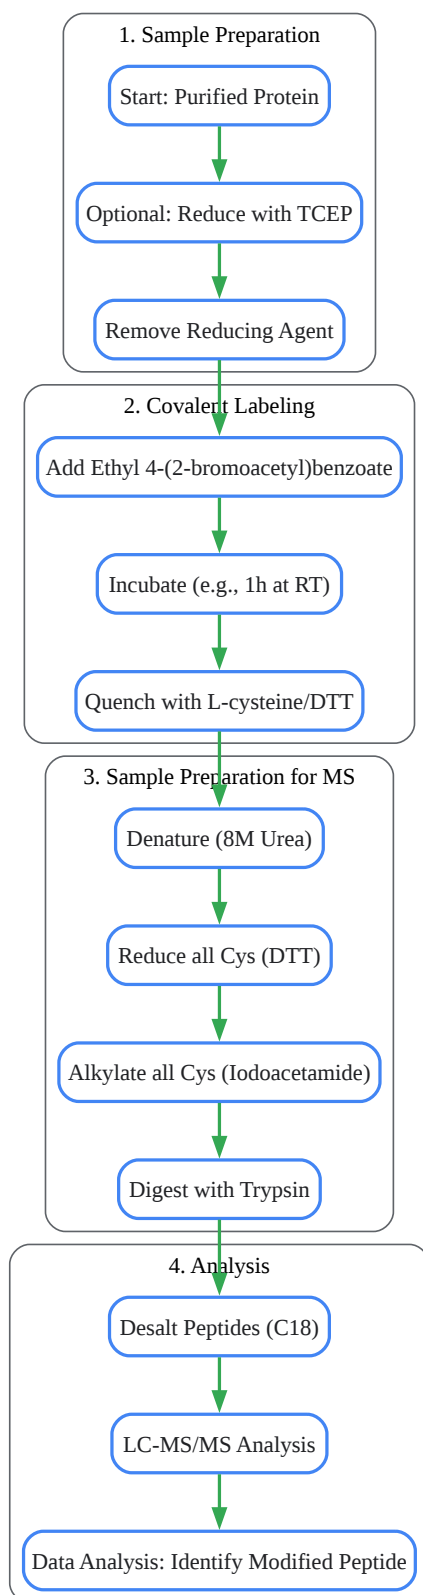 1. Sample Preparation
Start: Purified Protein
Optional: Reduce with TCEP
Remove Reducing Agent
2. Covalent Labeling
Add Ethyl 4-(2-bromoacetyl)benzoate
Incubate (e.g., 1h at RT)
Quench with L-cysteine/DTT
3. Sample Preparation for MS
Denature (8M Urea)
Reduce all Cys (DTT)
Alkylate all Cys (Iodoacetamide)
Digest with Trypsin
4. Analysis
Desalt Peptides (C18)
LC-MS/MS Analysis
Data Analysis: Identify Modified Peptide